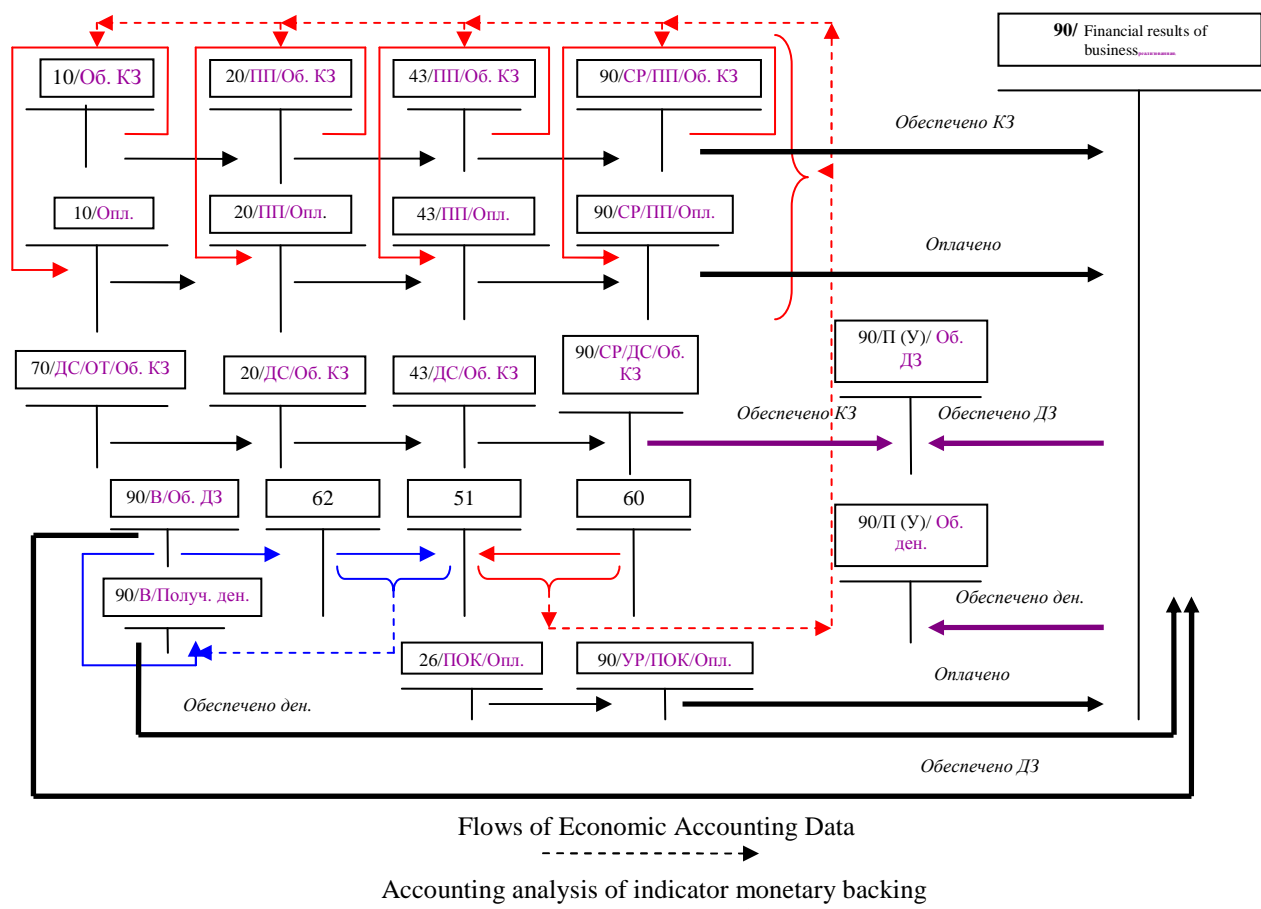 90/ Financial results of
business
10/Об. КЗ
20/ПП/Об. КЗ
43/ПП/Об. КЗ
90/СР/ПП/Об. КЗ
Обеспечено КЗ
10/Опл.
20/ПП/Опл.
43/ПП/Опл.
90/СР/ПП/Опл.
Оплачено
70/ДС/ОТ/Об. КЗ
20/ДС/Об. КЗ
43/ДС/Об. КЗ
90/СР/ДС/Об.
КЗ
90/П (У)/ Об.
ДЗ
Обеспечено КЗ
Обеспечено ДЗ
90/В/Об. ДЗ
62
51
60
90/П (У)/ Об.
ден.
90/В/Получ. ден.
Обеспечено ден.
26/ПОК/Опл.
90/УР/ПОК/Опл.
Оплачено
Обеспечено ден.
Обеспечено ДЗ
Flows of Economic Accounting Data
Accounting analysis of indicator monetary backing